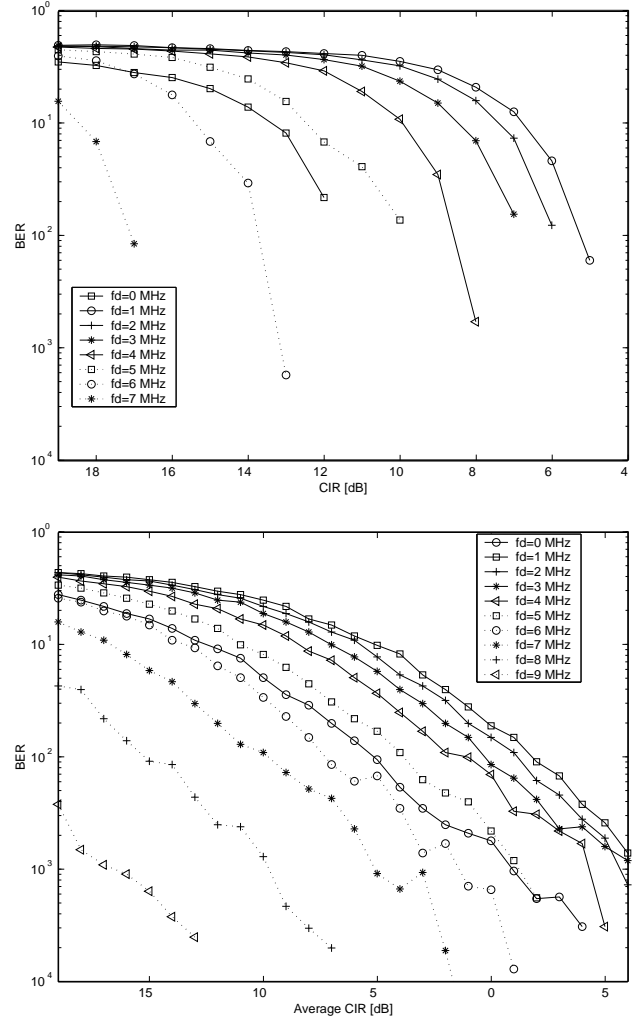 10^0
10^1
10^2
10^3
10^4
BER
18 16 14 12 10 8 6 4
CIR [dB]
fd=0 MHz
fd=1 MHz
fd=2 MHz
fd=3 MHz
fd=4 MHz
fd=5 MHz
fd=6 MHz
fd=7 MHz
10^0
10^1
10^2
10^3
10^4
BER
15 10 5 0 5
Average CIR [dB]
fd=0 MHz
fd=1 MHz
fd=2 MHz
fd=3 MHz
fd=4 MHz
fd=5 MHz
fd=6 MHz
fd=7 MHz
fd=8 MHz
fd=9 MHz